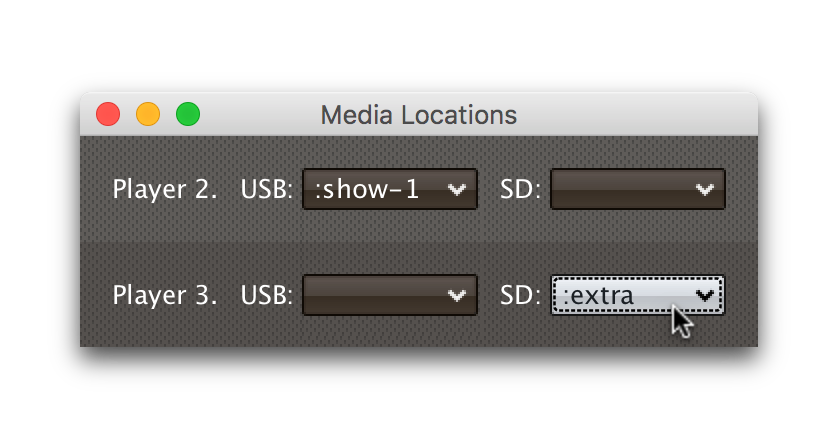 Media Locations
Player 2. USB: :show-1 SD:
Player 3. USB: SD: :extra